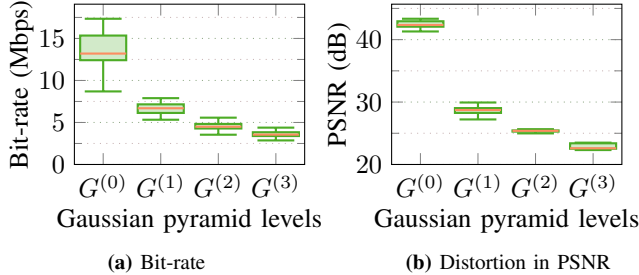 Bit-rate (Mbps)
15
10
5
0
G(0) G(1) G(2) G(3)
Gaussian pyramid levels
(a) Bit-rate
PSNR (dB)
40
30
20
G(0) G(1) G(2) G(3)
Gaussian pyramid levels
(b) Distortion in PSNR